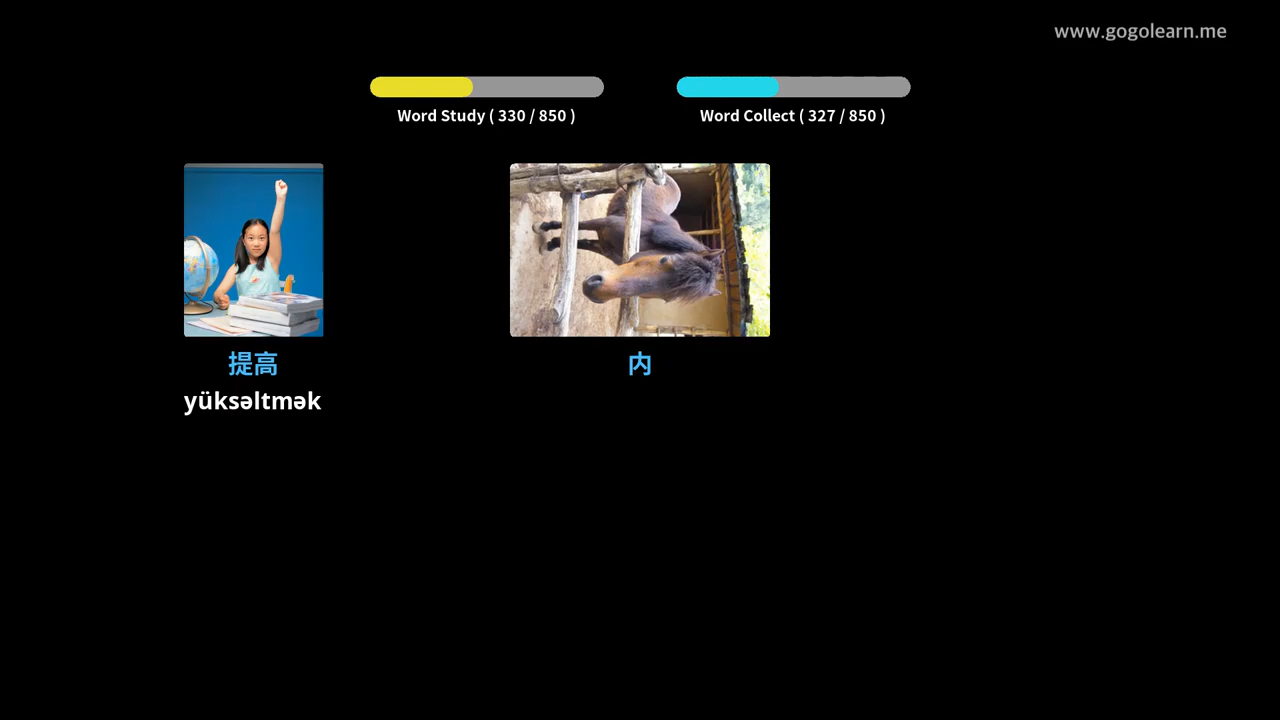 www.gogolearn.me
Word Study ( 330 / 850 )
Word Collect ( 327 / 850 )
提高
内
yüksəltmək